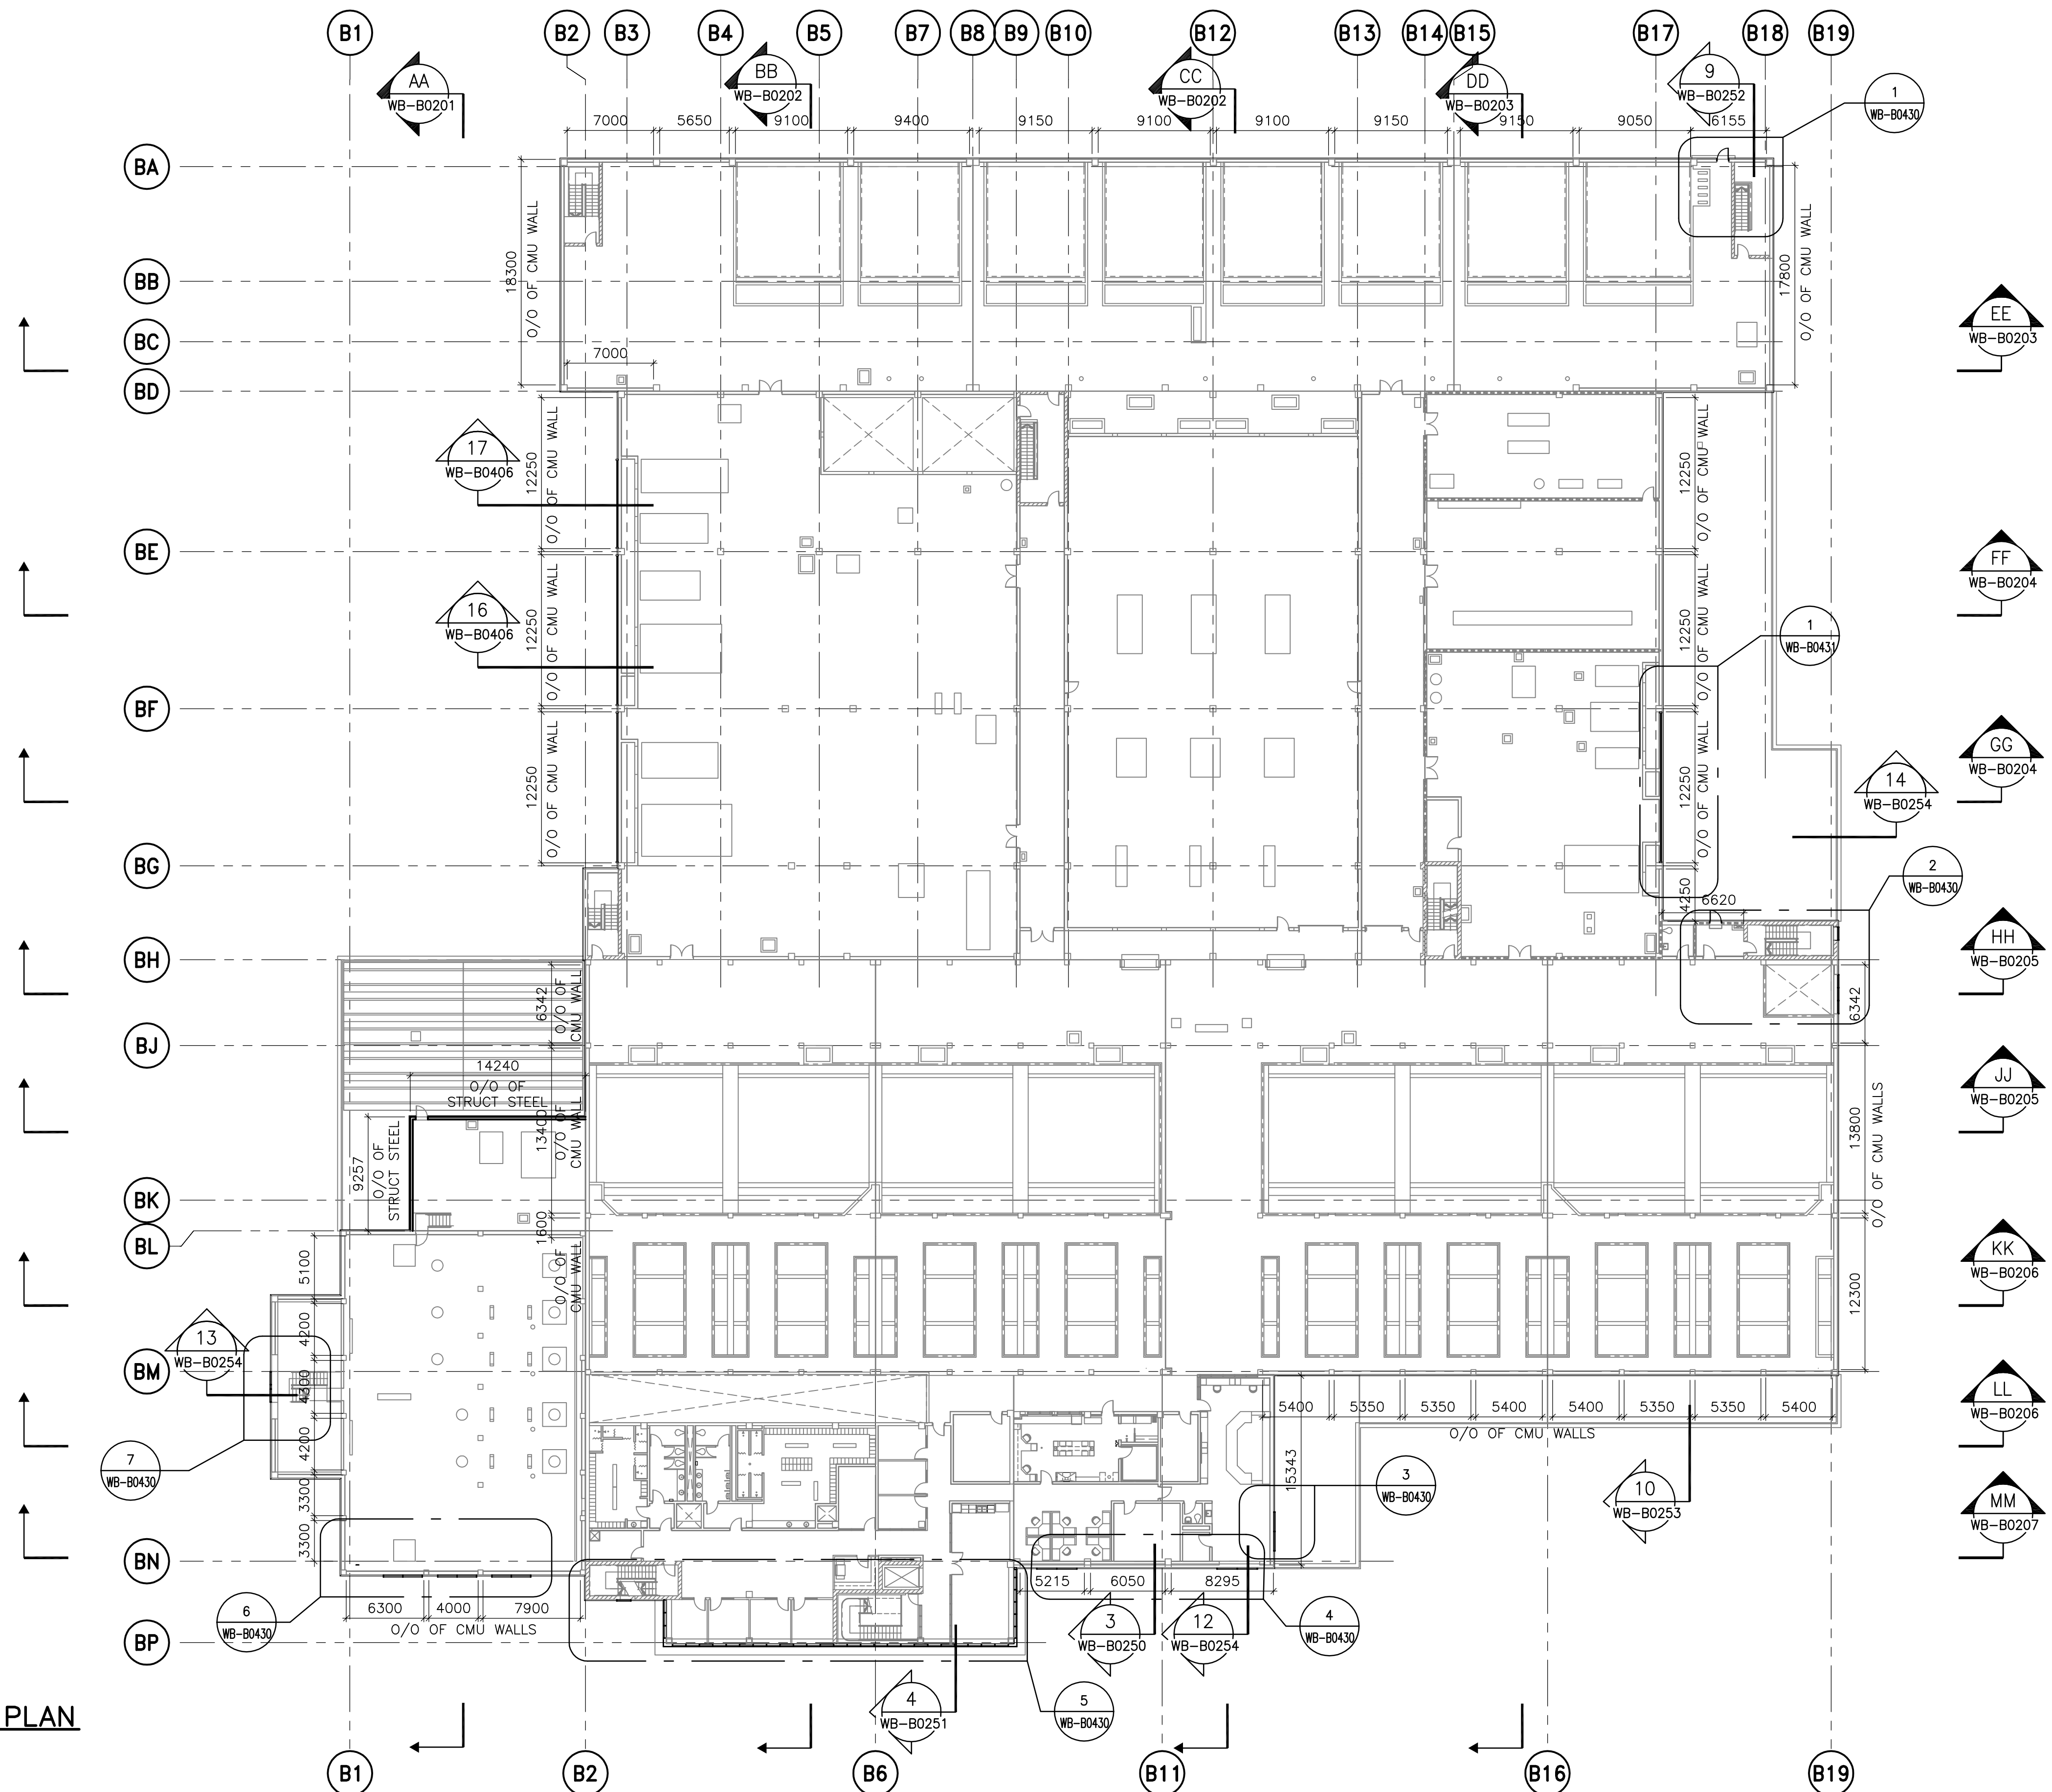 B1
B2
B3
B4
B5
B7
B8
B9
B10
B12
B13
B14
B15
B17
B18
B19
AA
WB-B0201
BB
WB-B0202
CC
WB-B0202
DD
WB-B0203
9
WB-B0252
1
WB-B0430
7000
5650
9100
9400
9150
9100
9100
9150
9150
9050
6155
BA
BB
BC
BD
18300
O/O OF CMU WALL
7000
17800
O/O OF CMU WALL
EE
WB-B0203
17
WB-B0406
12250
O/O OF CMU WALL
12250
O/O OF CMU WALL
BE
FF
WB-B0204
16
WB-B0406
12250
O/O OF CMU WALL
12250
O/O OF CMU WALL
1
WB-B0431
BF
GG
WB-B0204
12250
O/O OF CMU WALL
12250
O/O OF CMU WALL
14
WB-B0254
BG
2
WB-B0430
4250
6620
BH
HH
WB-B0205
6342
O/O OF
CMU WALL
6342
BJ
14240
O/O OF
STRUCT STEEL
JJ
WB-B0205
13400
O/O OF
CMU WALL
9257
O/O OF
STRUCT STEEL
13800
O/O OF CMU WALLS
BK
1600
O/O OF
CMU WALL
BL
KK
WB-B0206
5100
4200
4300
4200
3300
3300
12300
13
WB-B0254
BM
LL
WB-B0206
5400
5350
5350
5400
5400
5350
5350
5400
O/O OF CMU WALLS
15343
7
WB-B0430
3
WB-B0430
10
WB-B0253
MM
WB-B0207
BN
6300
4000
7900
O/O OF CMU WALLS
5215
6050
8295
6
WB-B0430
3
WB-B0250
12
WB-B0254
4
WB-B0430
BP
4
WB-B0251
5
WB-B0430
PLAN
B1
B2
B6
B11
B16
B19